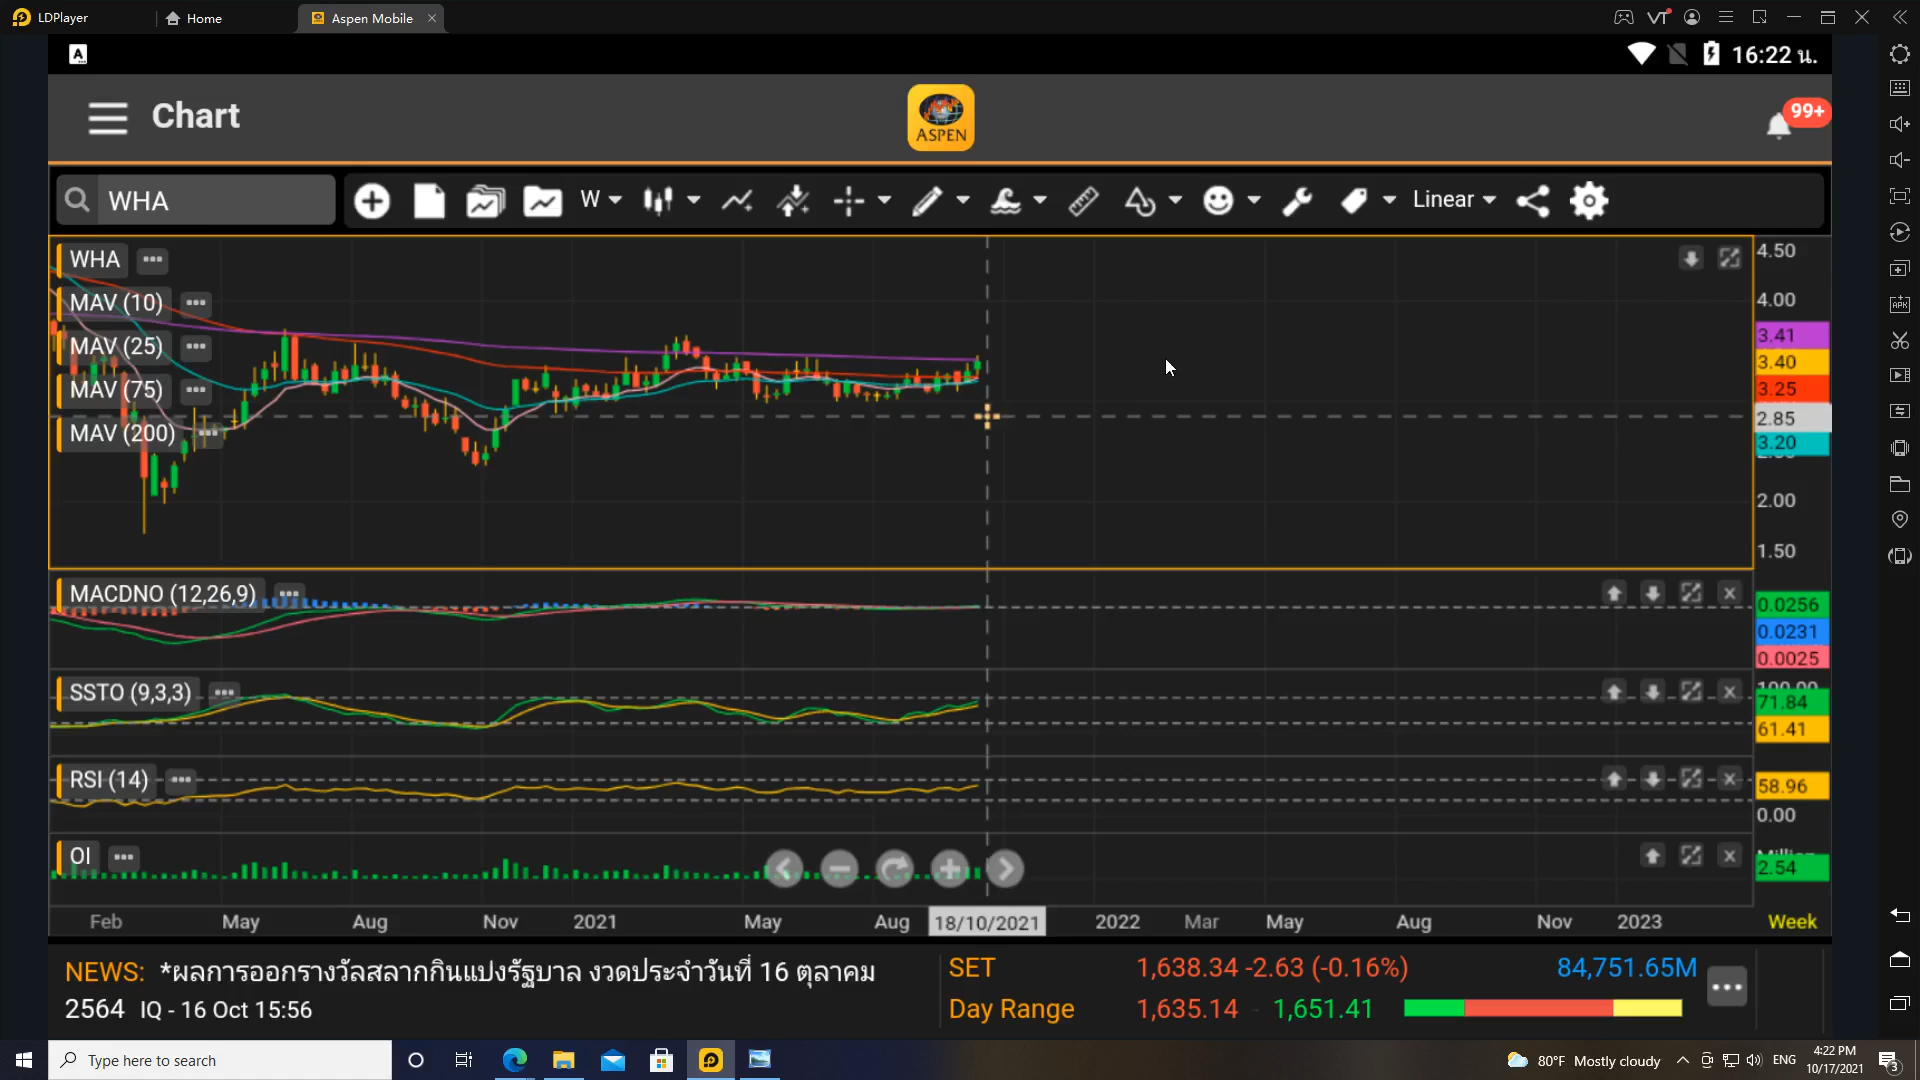 LDPlayer Home Aspen Mobile
A 16:22 น.
Chart ASPEN 99+
WHA W Linear
WHA
MAV (10)
MAV (25)
MAV (75)
MAV (200)
4.50
4.00
3.41
3.40
3.25
2.85
3.20
2.00
1.50
MACDNO (12,26,9)
0.0256
0.0231
0.0025
SSTO (9,3,3)
71.84
61.41
RSI (14)
58.96
0.00
OI
2.54
Feb May Aug Nov 2021 May Aug 18/10/2021 2022 Mar May Aug Nov 2023 Week
NEWS: *ผลการออกรางวัลสลากกินแบ่งรัฐบาล งวดประจำวันที่ 16 ตุลาคม
2564 IQ - 16 Oct 15:56
SET 1,638.34 -2.63 (-0.16%) 84,751.65M
Day Range 1,635.14 - 1,651.41
Type here to search
80°F Mostly cloudy ENG
4:22 PM
10/17/2021
3